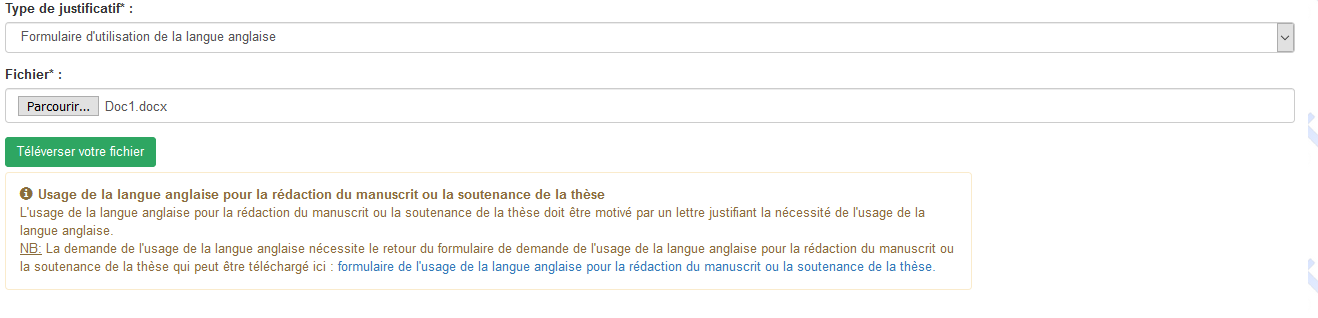 Type de justificatif* :
Formulaire d'utilisation de la langue anglaise
Fichier* :
Parcourir... Doc1.docx
Téléverser votre fichier
Usage de la langue anglaise pour la rédaction du manuscrit ou la soutenance de la thèse
L'usage de la langue anglaise pour la rédaction du manuscrit ou la soutenance de la thèse doit être motivé par un lettre justifiant la nécessité de l'usage de la
langue anglaise.
NB: La demande de l'usage de la langue anglaise nécessite le retour du formulaire de demande de l'usage de la langue anglaise pour la rédaction du manuscrit ou
la soutenance de la thèse qui peut être téléchargé ici : formulaire de l'usage de la langue anglaise pour la rédaction du manuscrit ou la soutenance de la thèse.